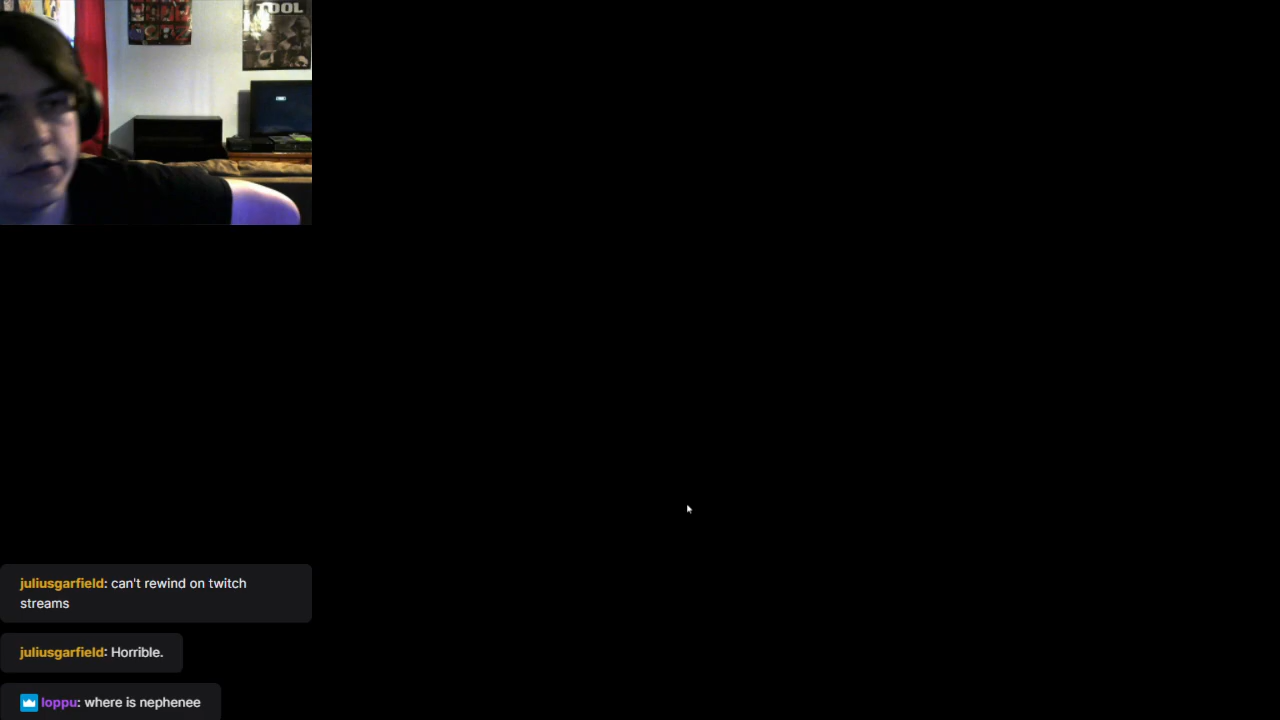 TOOL
juliusgarfield: can't rewind on twitch
streams
juliusgarfield: Horrible.
loppu: where is nephenee